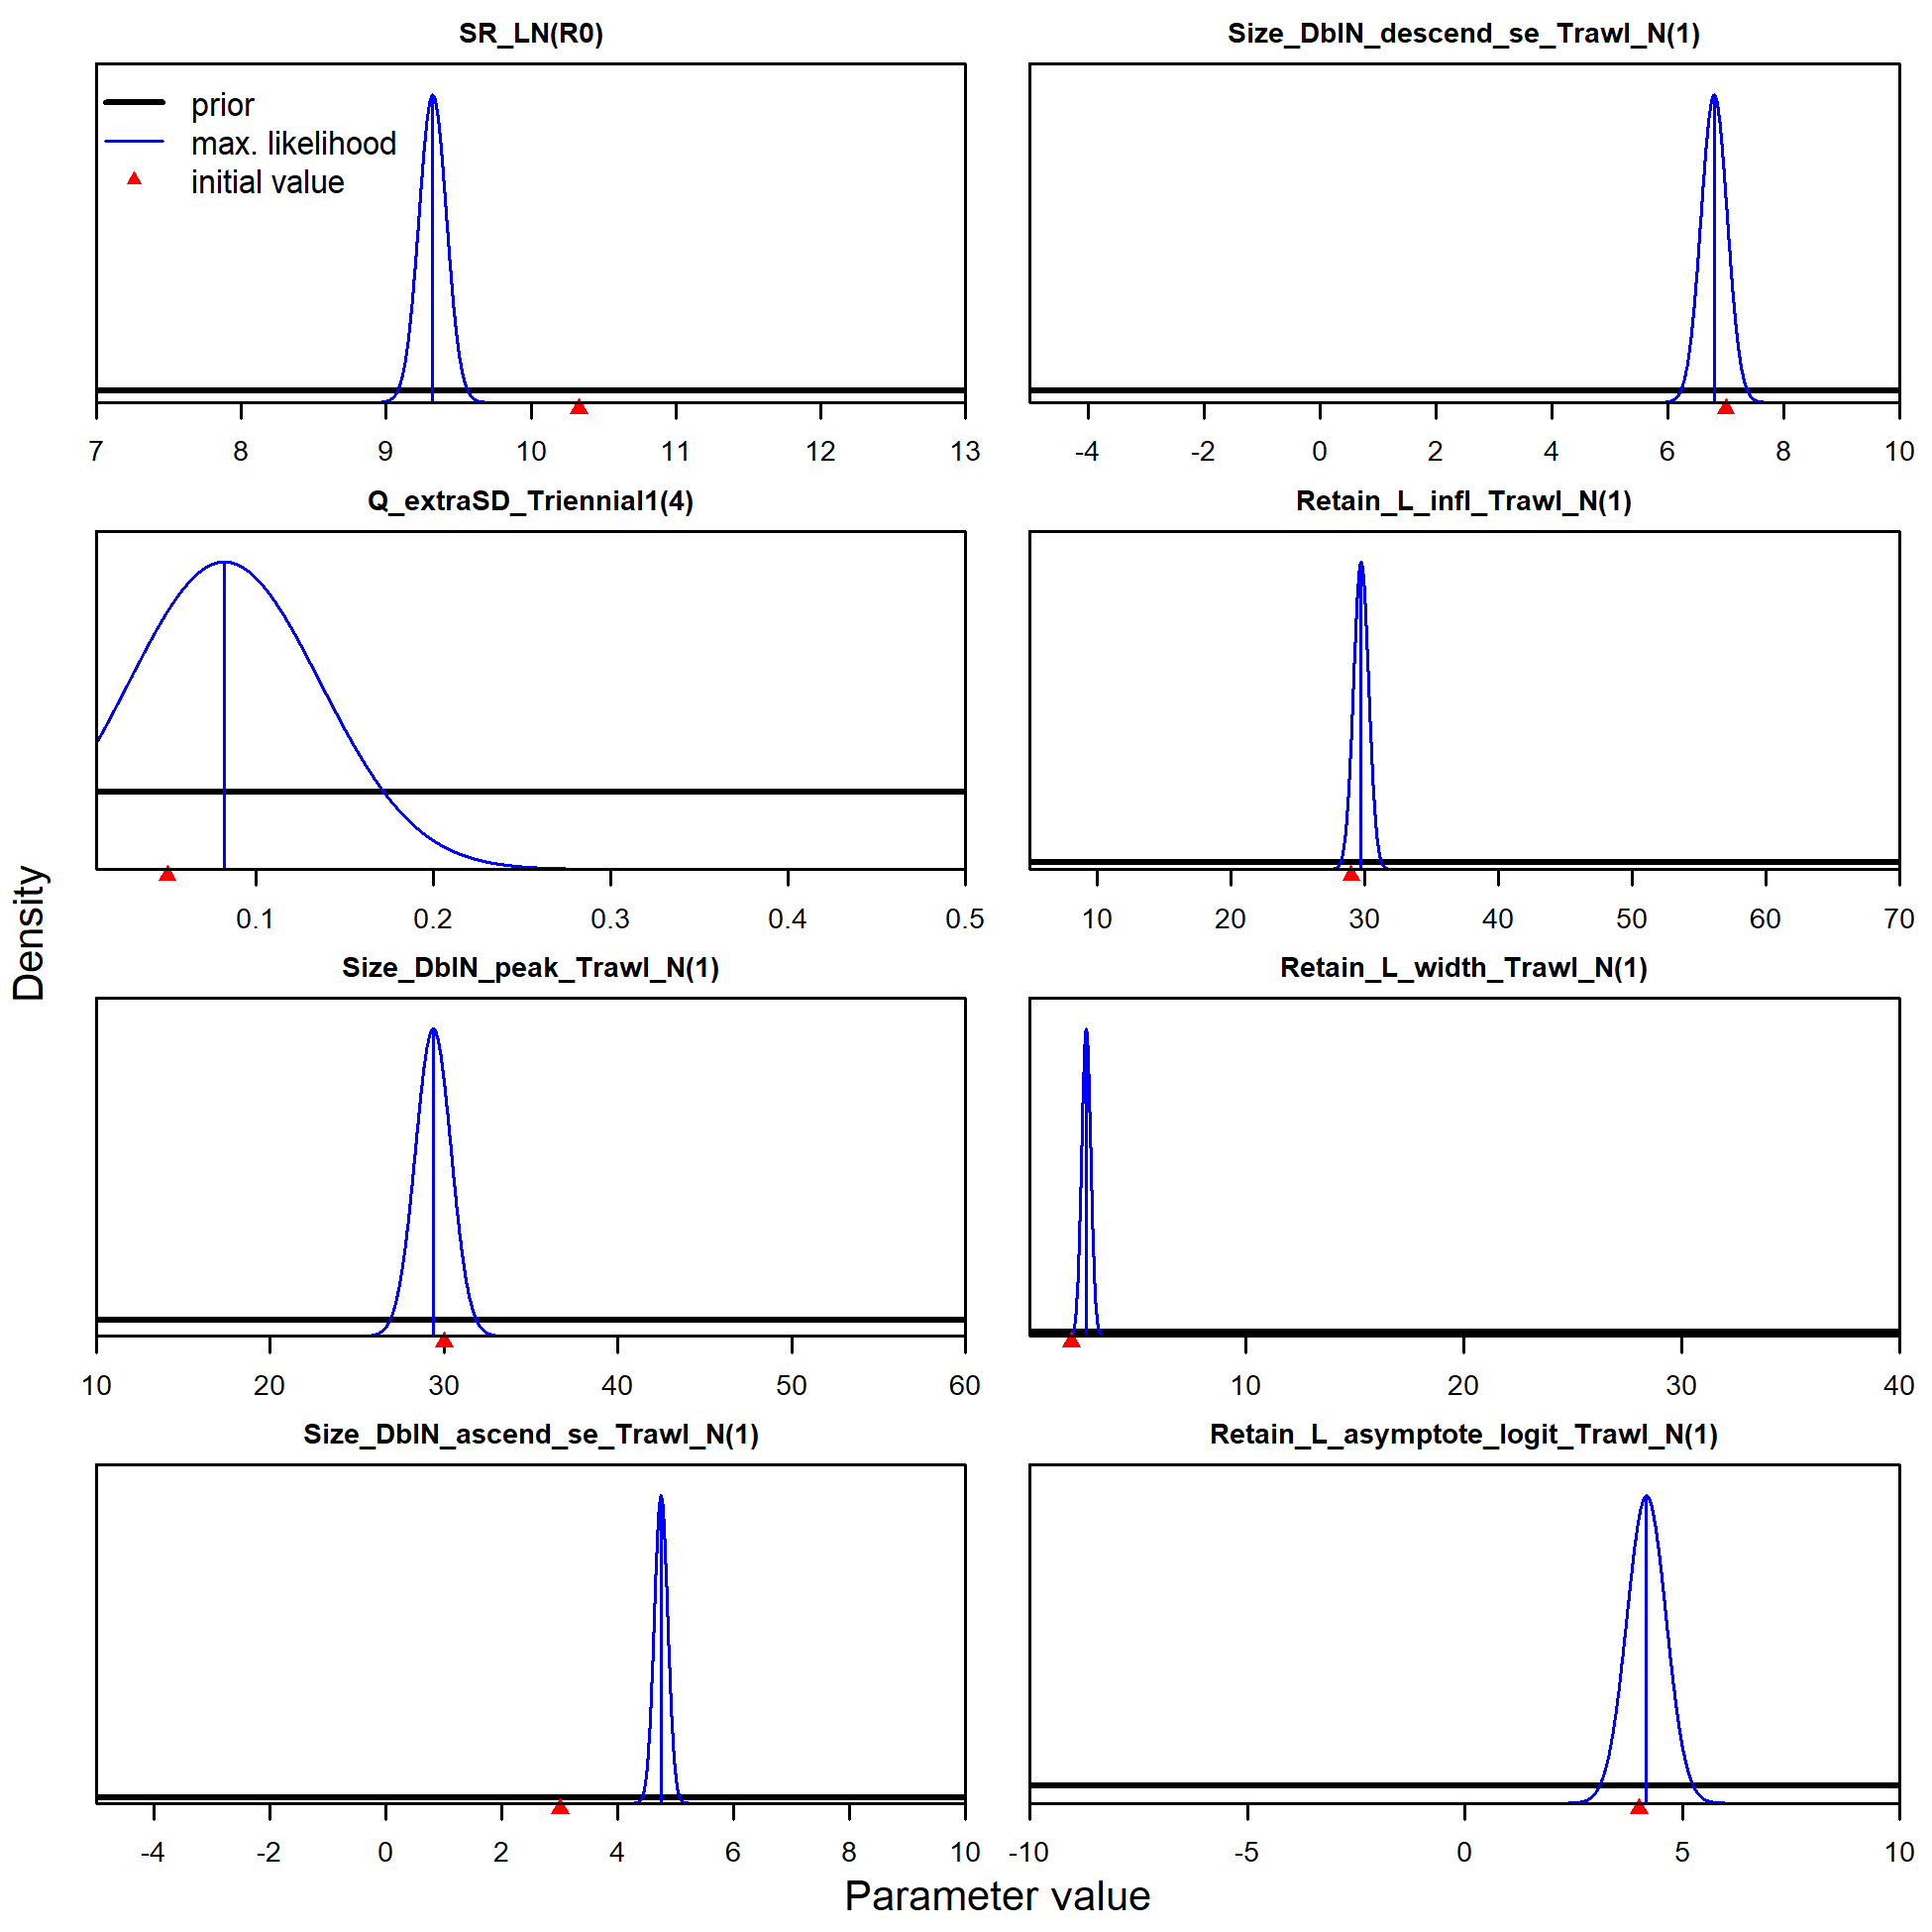 SR_LN(R0)
prior
max. likelihood
initial value
7 8 9 10 11 12 13
Size_DblN_descend_se_Trawl_N(1)
-4 -2 0 2 4 6 8 10
Q_extraSD_Triennial1(4)
0.1 0.2 0.3 0.4 0.5
Retain_L_infl_Trawl_N(1)
10 20 30 40 50 60 70
Density
Size_DblN_peak_Trawl_N(1)
10 20 30 40 50 60
Retain_L_width_Trawl_N(1)
10 20 30 40
Size_DblN_ascend_se_Trawl_N(1)
-4 -2 0 2 4 6 8 10
Retain_L_asymptote_logit_Trawl_N(1)
-10 -5 0 5 10
Parameter value